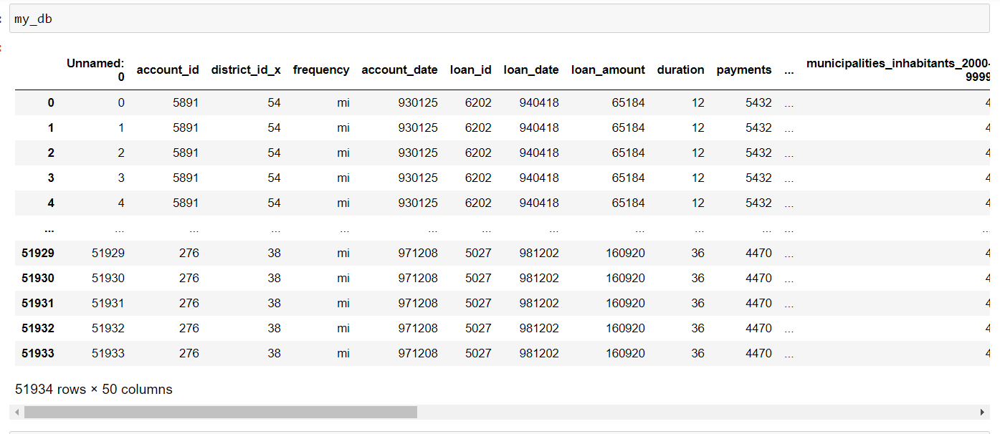 my_db
Unnamed: 0 account_id district_id_x frequency account_date loan_id loan_date loan_amount duration payments ... municipalities_inhabitants_2000-9999
0 0 5891 54 mi 930125 6202 940418 65184 12 5432 ... 4
1 1 5891 54 mi 930125 6202 940418 65184 12 5432 ... 4
2 2 5891 54 mi 930125 6202 940418 65184 12 5432 ... 4
3 3 5891 54 mi 930125 6202 940418 65184 12 5432 ... 4
4 4 5891 54 mi 930125 6202 940418 65184 12 5432 ... 4
... ... ... ... ... ... ... ... ... ... ... ... ...
51929 51929 276 38 mi 971208 5027 981202 160920 36 4470 ... 4
51930 51930 276 38 mi 971208 5027 981202 160920 36 4470 ... 4
51931 51931 276 38 mi 971208 5027 981202 160920 36 4470 ... 4
51932 51932 276 38 mi 971208 5027 981202 160920 36 4470 ... 4
51933 51933 276 38 mi 971208 5027 981202 160920 36 4470 ... 4
51934 rows × 50 columns